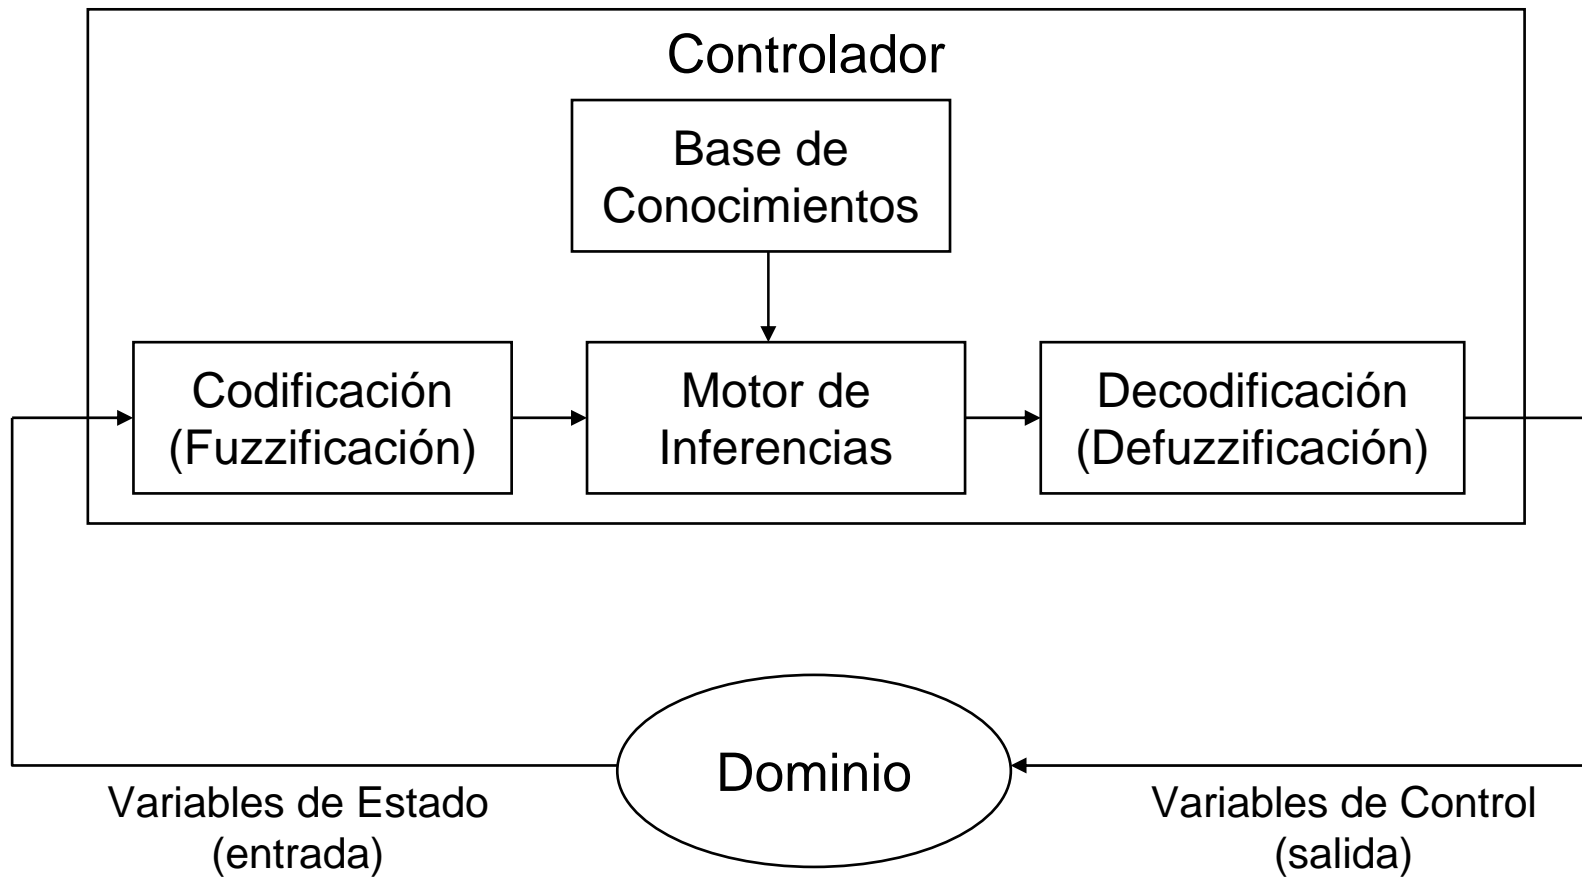 Controlador
Base de
Conocimientos
Codificación
(Fuzzificación)
Motor de
Inferencias
Decodificación
(Defuzzificación)
Dominio
Variables de Estado
(entrada)
Variables de Control
(salida)